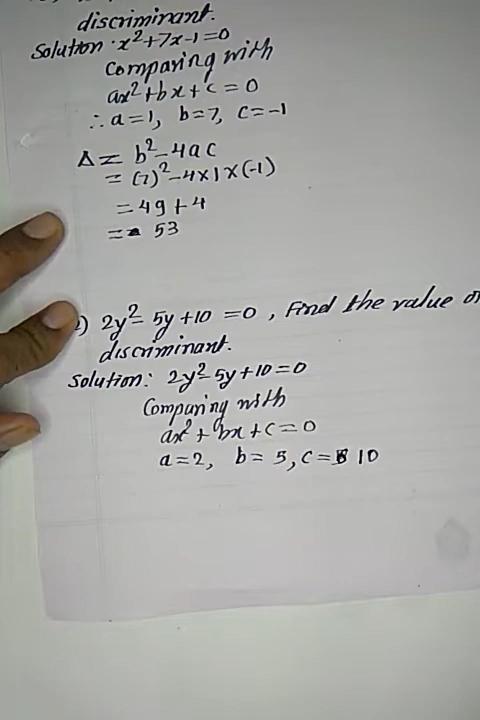 discriminant.
Solution: x²+7x-1=0
Comparing with
ax²+bx+c=0
∴ a=1, b=7, c=-1
Δ = b²-4ac
= (7)²-4×1×(-1)
= 49+4
= 53
2) 2y²-5y+10=0, Find the value of
discriminant.
Solution: 2y²-5y+10=0
Comparing with
ax²+bx+c=0
a=2, b=5, c=10